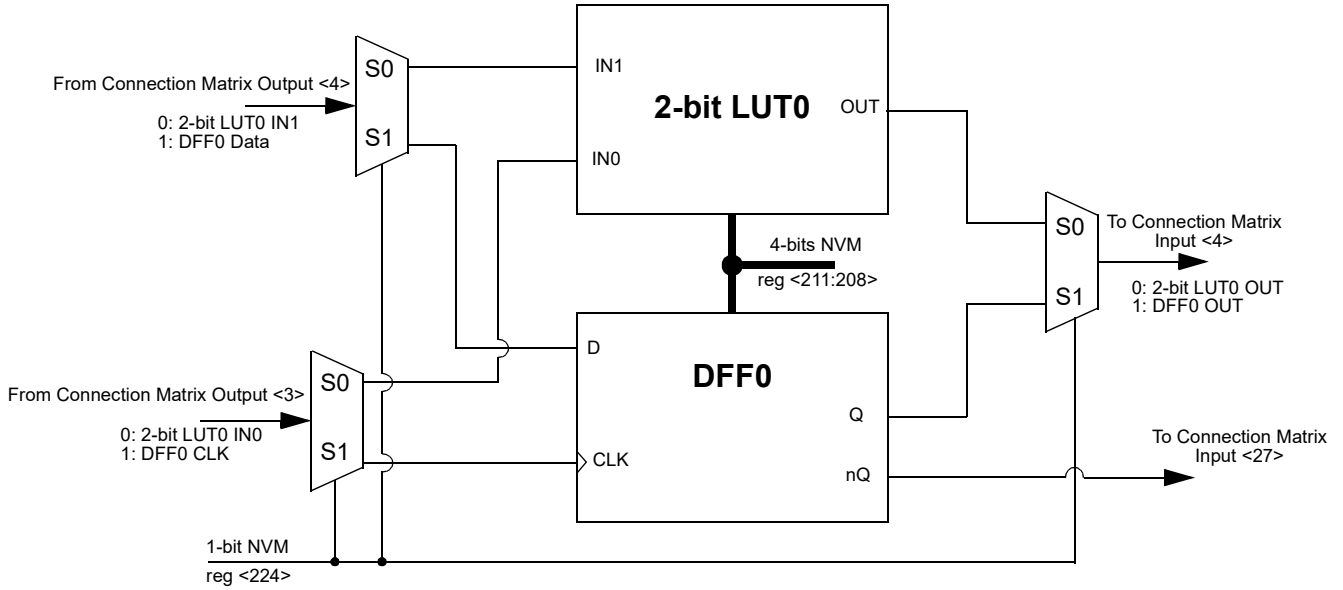 From Connection Matrix Output <4>
0: 2-bit LUT0 IN1
1: DFF0 Data
S0
S1
IN1
IN0
2-bit LUT0
OUT
4-bits NVM
reg <211:208>
S0
S1
To Connection Matrix
Input <4>
0: 2-bit LUT0 OUT
1: DFF0 OUT
From Connection Matrix Output <3>
0: 2-bit LUT0 IN0
1: DFF0 CLK
S0
S1
D
CLK
DFF0
Q
nQ
To Connection Matrix
Input <27>
1-bit NVM
reg <224>